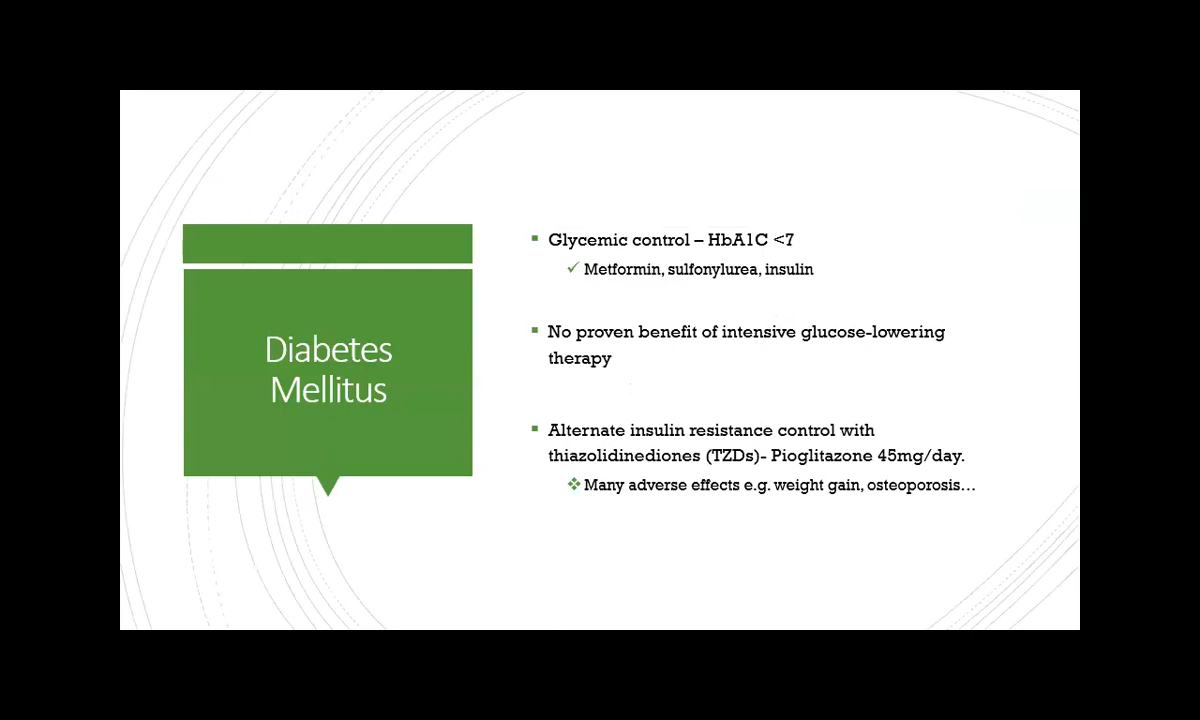 Diabetes
Mellitus
Glycemic control – HbA1C <7
Metformin, sulfonylurea, insulin
No proven benefit of intensive glucose-lowering
therapy
Alternate insulin resistance control with
thiazolidinediones (TZDs)- Pioglitazone 45mg/day.
Many adverse effects e.g. weight gain, osteoporosis…